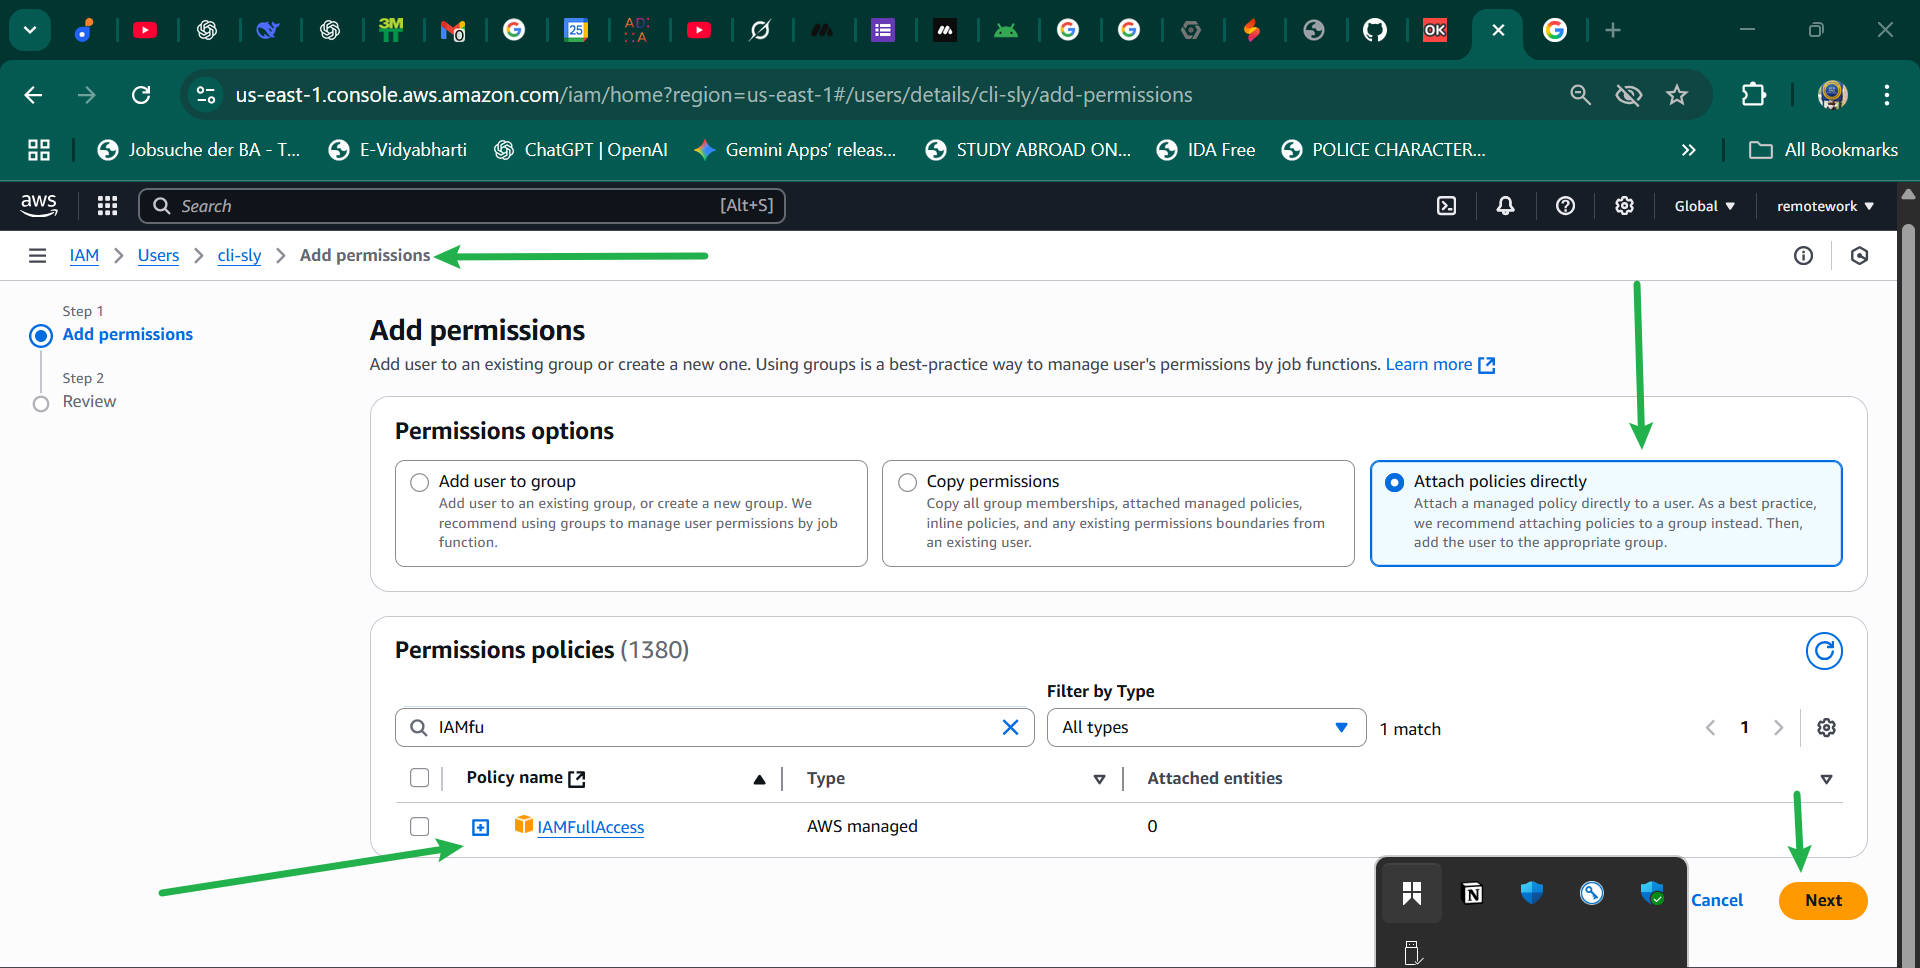 us-east-1.console.aws.amazon.com/iam/home?region=us-east-1#/users/details/cli-sly/add-permissions
Jobsuche der BA - T...
E-Vidyabharti
ChatGPT | OpenAI
Gemini Apps' releas...
STUDY ABROAD ON...
IDA Free
POLICE CHARACTER...
All Bookmarks
aws
Search
[Alt+S]
Global
remotework
IAM
Users
cli-sly
Add permissions
Step 1
Add permissions
Step 2
Review
Add permissions
Add user to an existing group or create a new one. Using groups is a best-practice way to manage user's permissions by job functions. Learn more
Permissions options
Add user to group
Add user to an existing group, or create a new group. We
recommend using groups to manage user permissions by job
function.
Copy permissions
Copy all group memberships, attached managed policies,
inline policies, and any existing permissions boundaries from
an existing user.
Attach policies directly
Attach a managed policy directly to a user. As a best practice,
we recommend attaching policies to a group instead. Then,
add the user to the appropriate group.
Permissions policies (1380)
Filter by Type
IAMfu
All types
1 match
1
Policy name
Type
Attached entities
IAMFullAccess
AWS managed
0
Cancel
Next